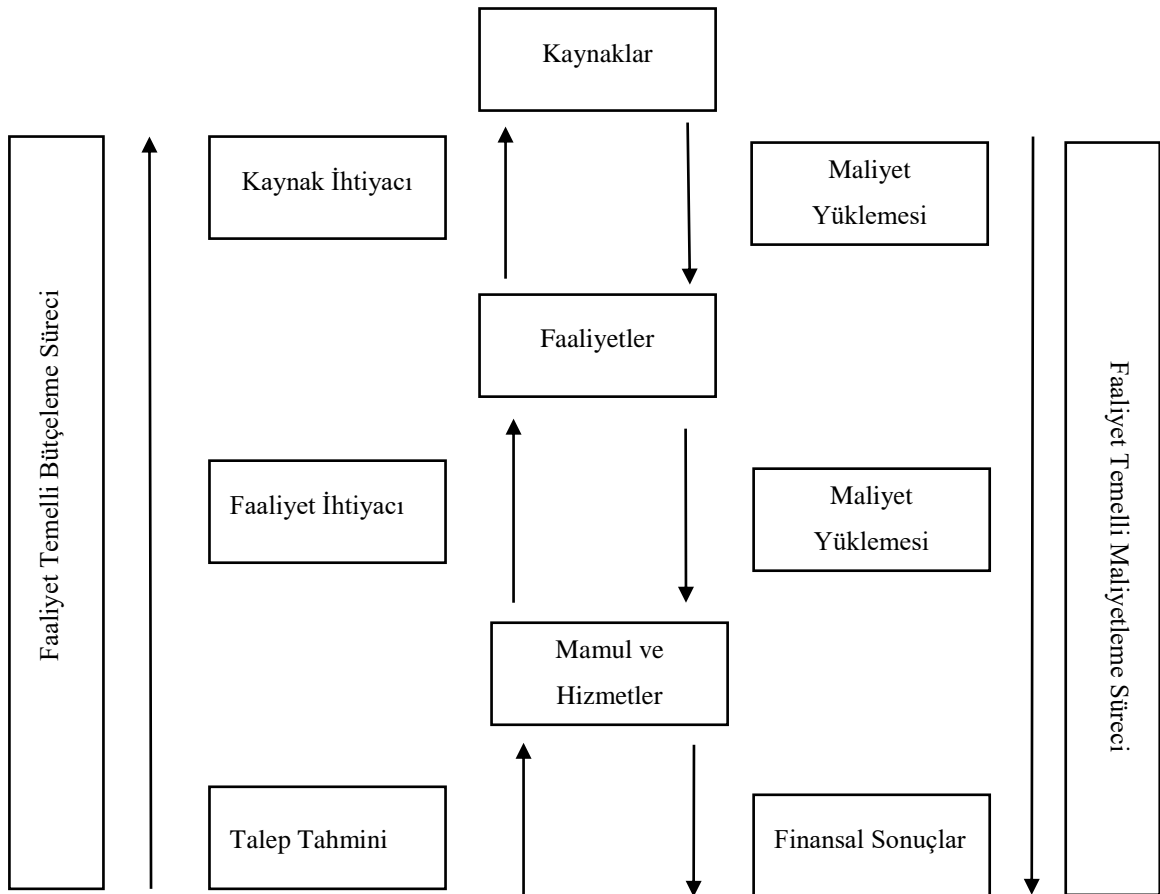 Kaynaklar
Kaynak İhtiyacı
Maliyet
Yüklemesi
Faaliyetler
Faaliyet Temelli Bütçeleme Süreci
Faaliyet Temelli Maliyetleme Süreci
Faaliyet İhtiyacı
Maliyet
Yüklemesi
Mamul ve
Hizmetler
Talep Tahmini
Finansal Sonuçlar